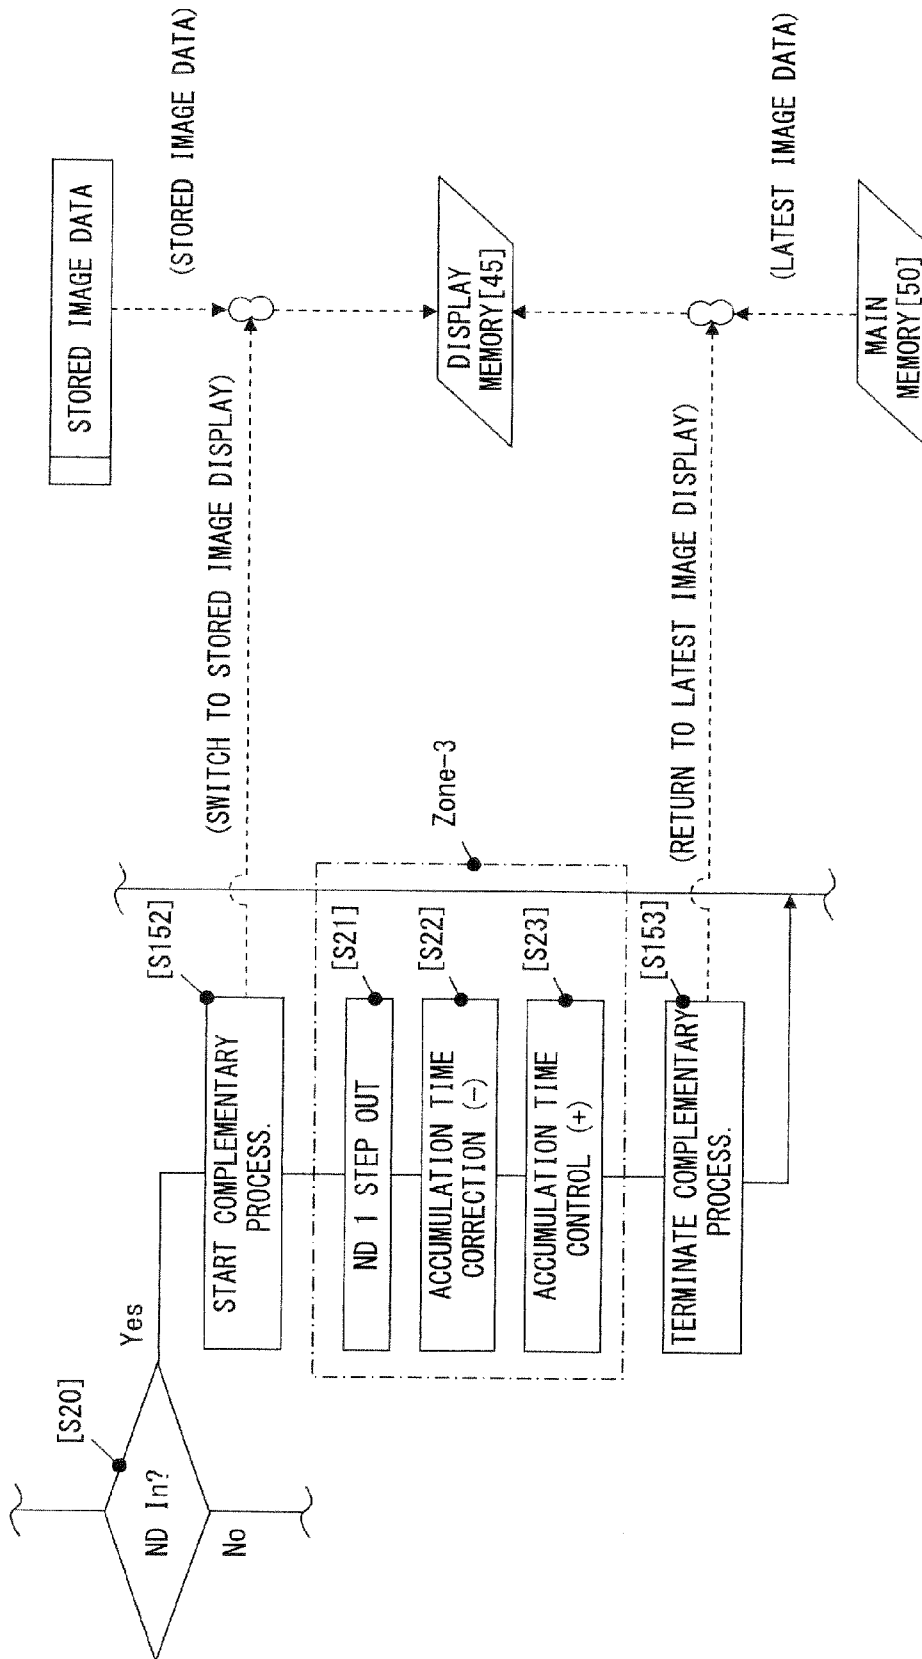 [S20]
ND In?
Yes
No
[S152]
START COMPLEMENTARY
PROCESS.
[S21]
ND 1 STEP OUT
[S22]
ACCUMULATION TIME
CORRECTION (−)
[S23]
ACCUMULATION TIME
CONTROL (+)
[S153]
TERMINATE COMPLEMENTARY
PROCESS.
Zone-3
(SWITCH TO STORED IMAGE DISPLAY)
(RETURN TO LATEST IMAGE DISPLAY)
STORED IMAGE DATA
(STORED IMAGE DATA)
DISPLAY
MEMORY[45]
(LATEST IMAGE DATA)
MAIN
MEMORY[50]